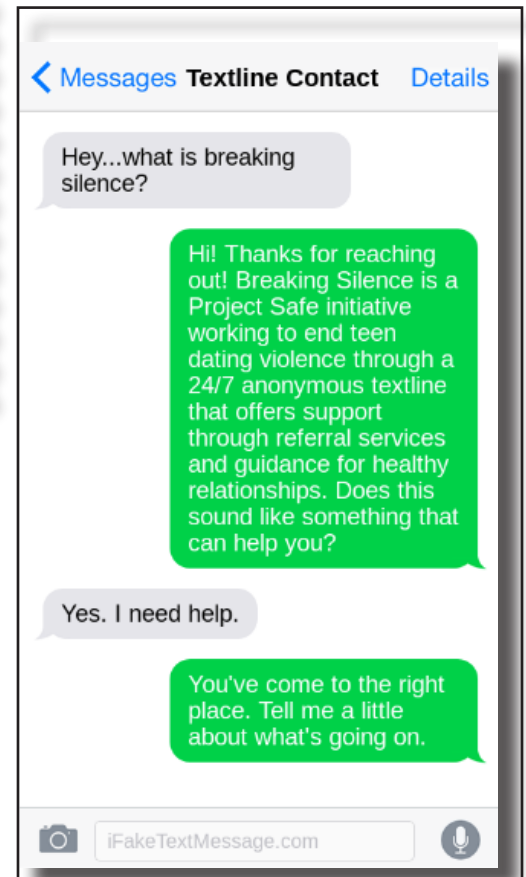 Messages Textline Contact Details
Hey...what is breaking
silence?
Hi! Thanks for reaching
out! Breaking Silence is a
Project Safe initiative
working to end teen
dating violence through a
24/7 anonymous textline
that offers support
through referral services
and guidance for healthy
relationships. Does this
sound like something that
can help you?
Yes. I need help.
You've come to the right
place. Tell me a little
about what's going on.
iFakeTextMessage.com